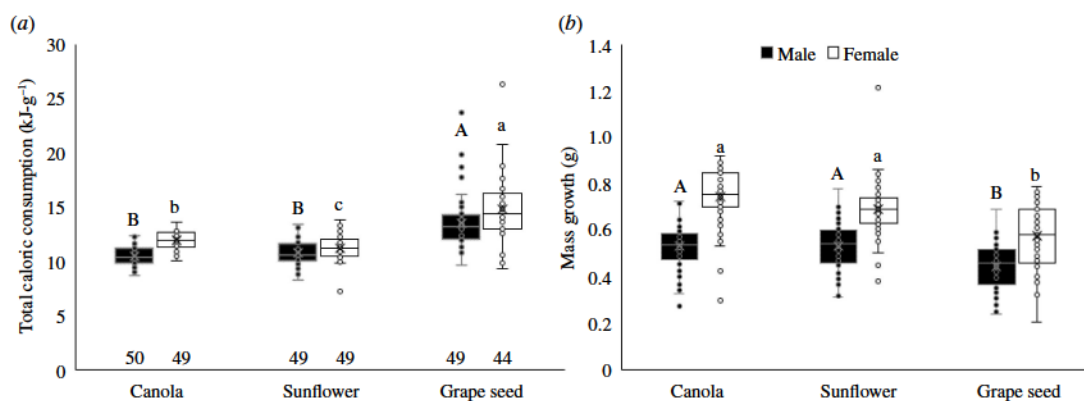 (a)
30
25
20
15
10
5
0
Total caloric consumption (kJ-g⁻¹)
B b B c A a
50 49 49 49 49 44
Canola Sunflower Grape seed
(b)
1.4
1.2
1.0
0.8
0.6
0.4
0.2
0
Mass growth (g)
Male Female
A a A a B b
Canola Sunflower Grape seed